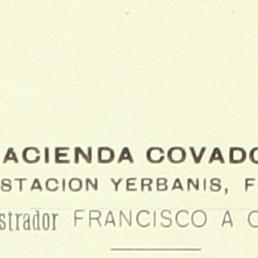 ACIENDA COVADO
STACION YERBANIS, F
strador FRANCISCO A C